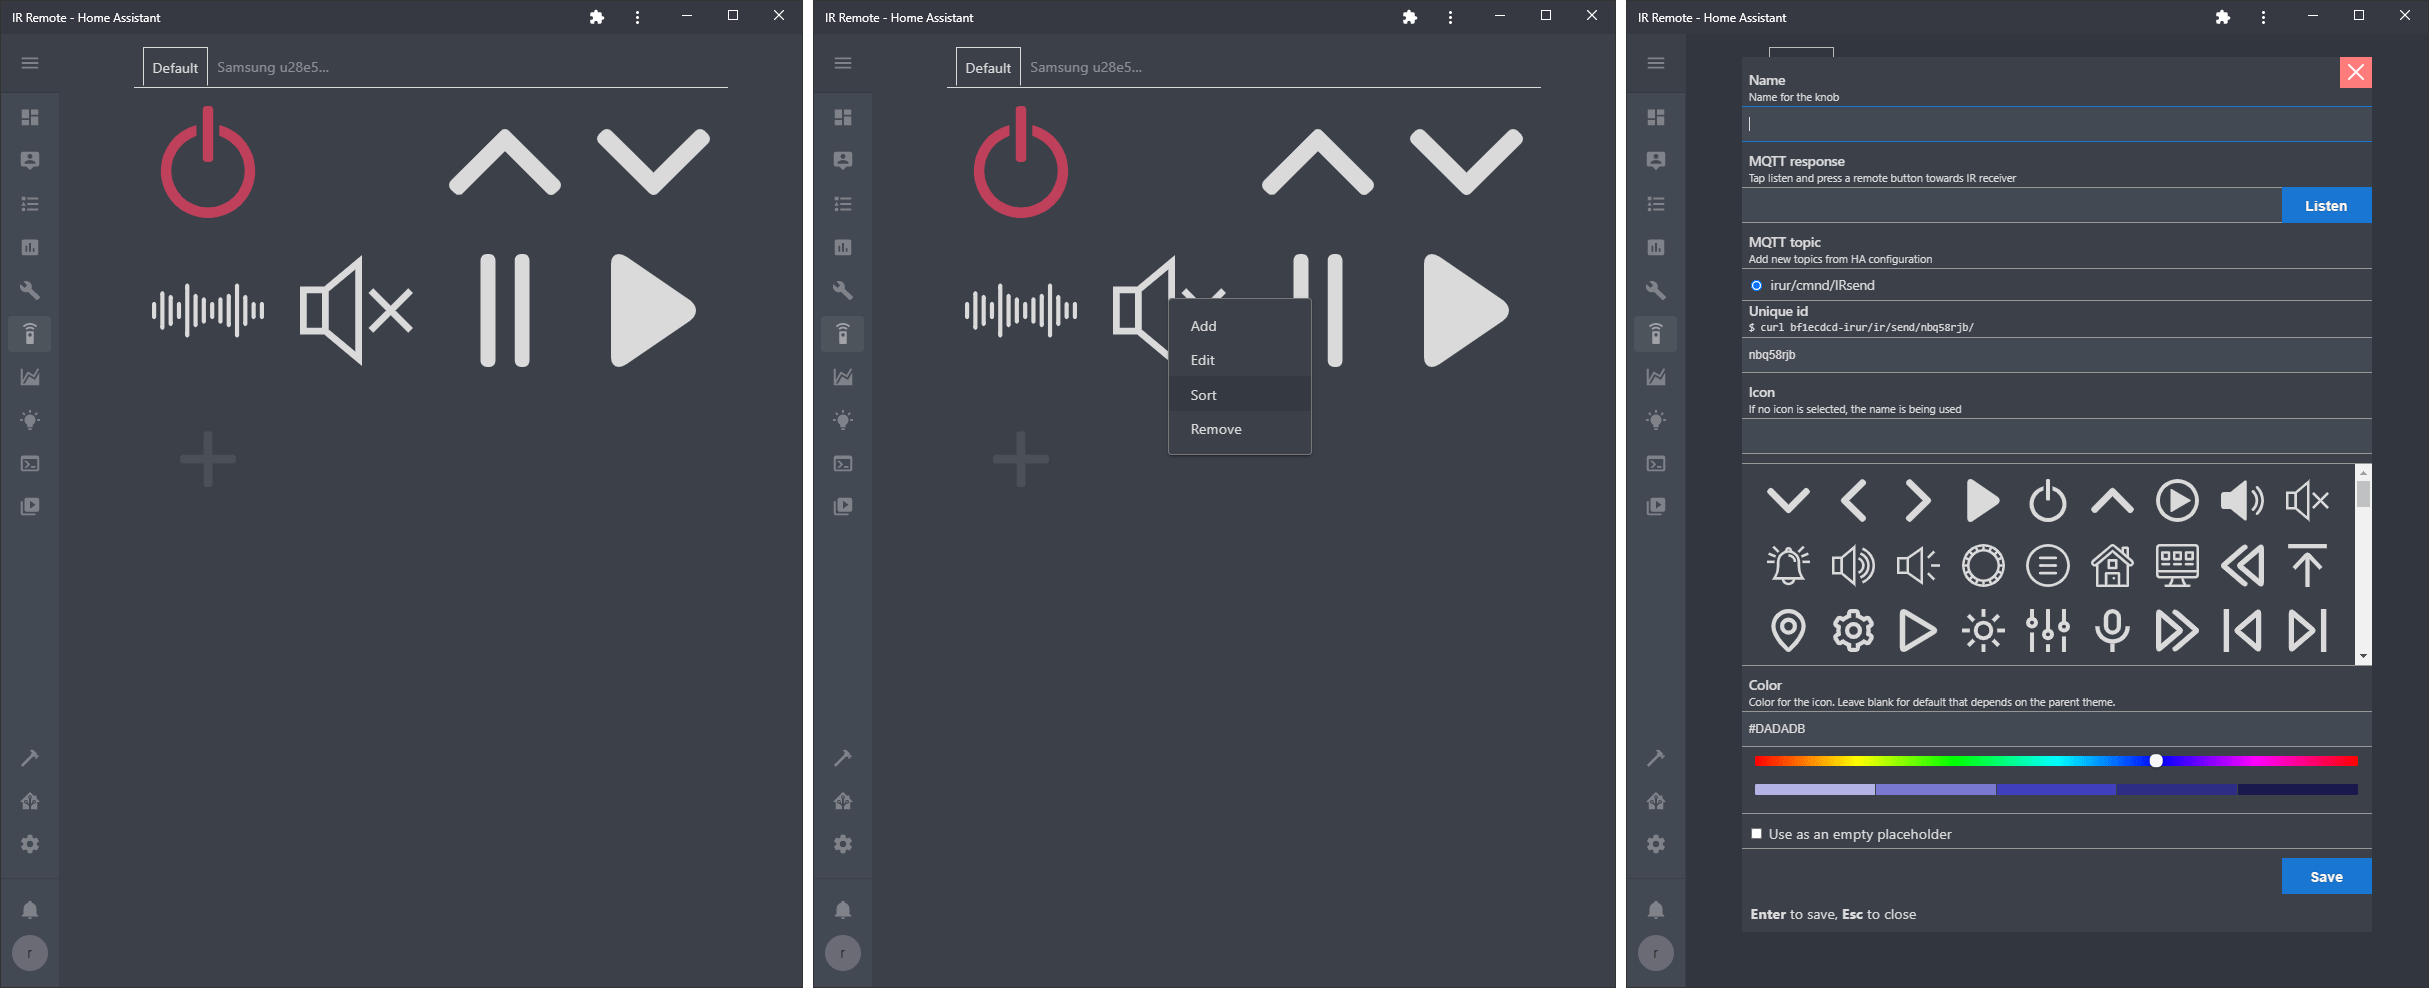 IR Remote - Home Assistant
Default
Samsung u28e5...
r
IR Remote - Home Assistant
Default
Samsung u28e5...
Add
Edit
Sort
Remove
r
IR Remote - Home Assistant
Name
Name for the knob
MQTT response
Tap listen and press a remote button towards IR receiver
Listen
MQTT topic
Add new topics from HA configuration
irur/cmnd/IRsend
Unique id
$ curl bf1ecdcd-irur/ir/send/nbq58rjb/
nbq58rjb
Icon
If no icon is selected, the name is being used
Color
Color for the icon. Leave blank for default that depends on the parent theme.
#DADADB
Use as an empty placeholder
Save
Enter to save, Esc to close
r